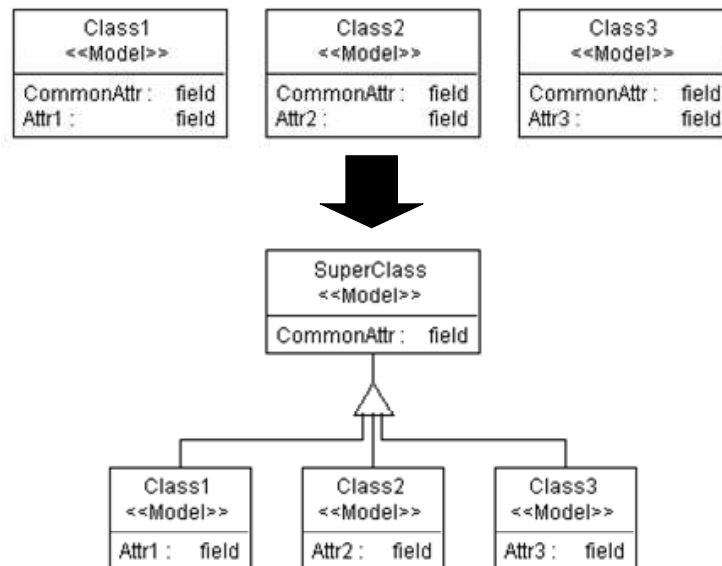 Class1
<<Model>>
CommonAttr : field
Attr1 : field
Class2
<<Model>>
CommonAttr : field
Attr2 : field
Class3
<<Model>>
CommonAttr : field
Attr3 : field
SuperClass
<<Model>>
CommonAttr : field
Class1
<<Model>>
Attr1 : field
Class2
<<Model>>
Attr2 : field
Class3
<<Model>>
Attr3 : field